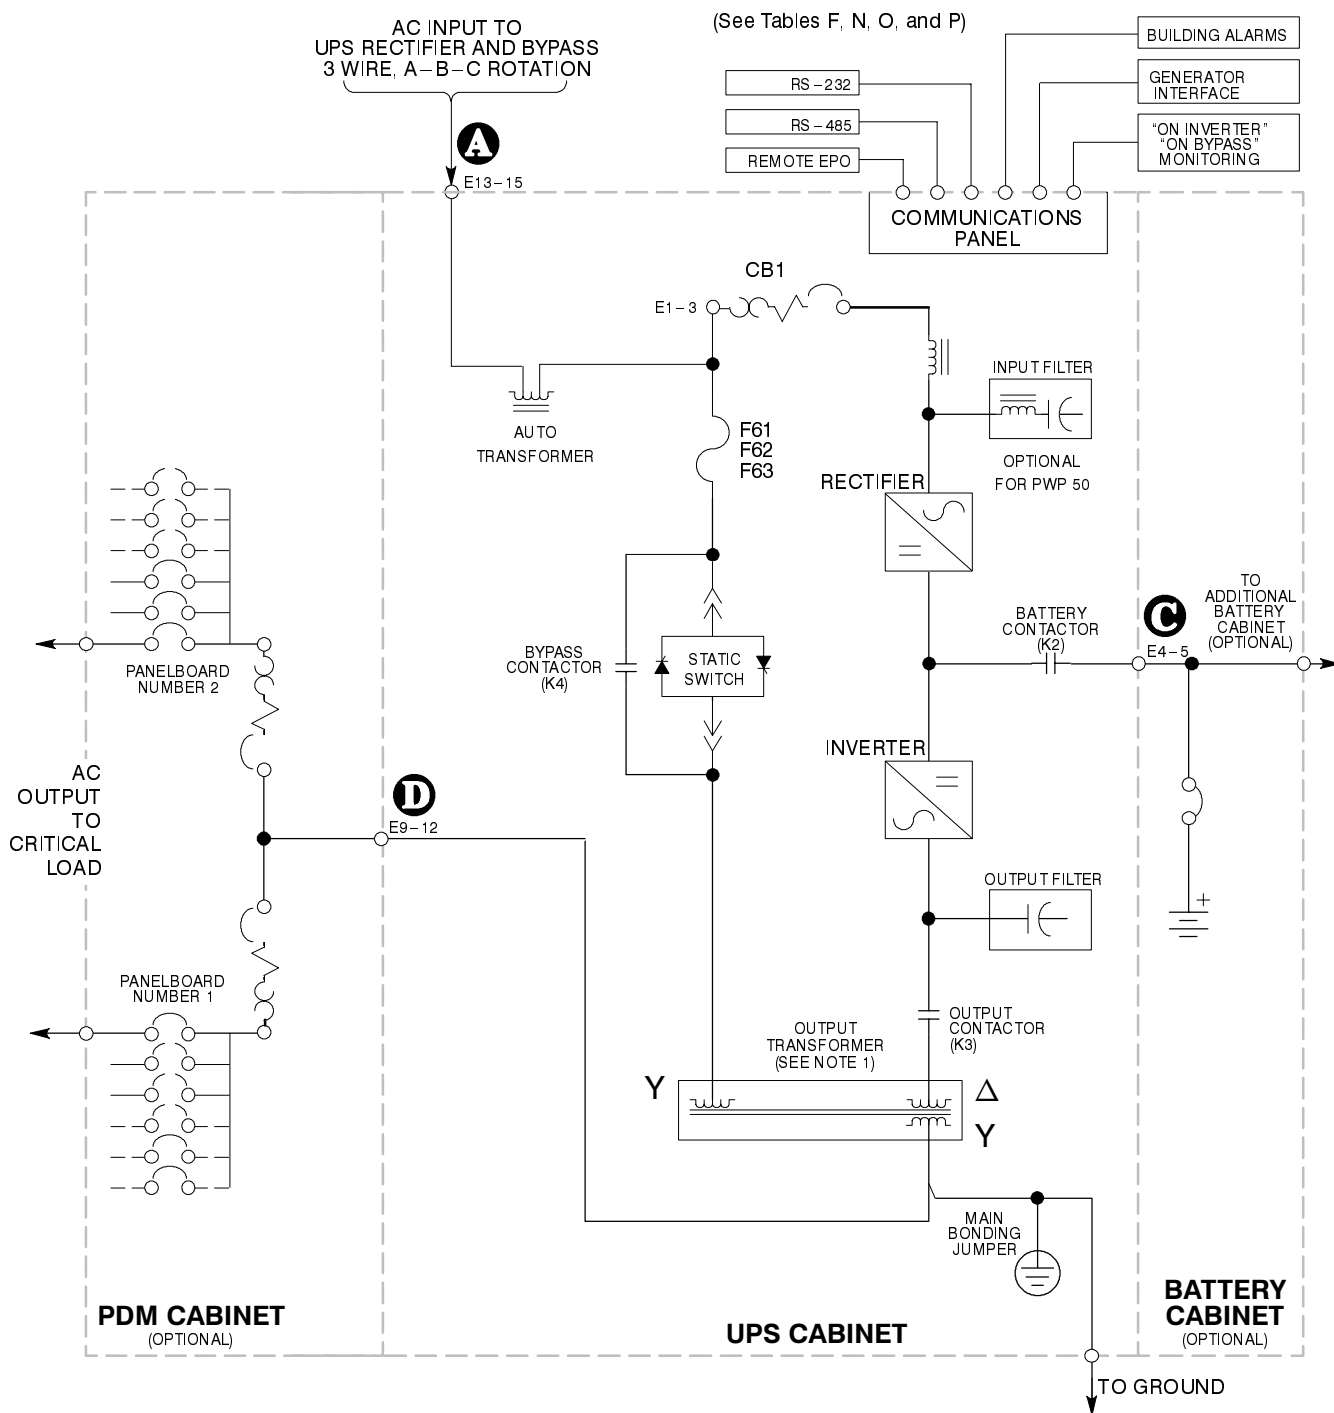 (See Tables F, N, O, and P)
AC INPUT TO
UPS RECTIFIER AND BYPASS
3 WIRE, A–B–C ROTATION
BUILDING ALARMS
RS–232
GENERATOR
INTERFACE
RS–485
"ON INVERTER"
"ON BYPASS"
MONITORING
REMOTE EPO
A
E13–15
COMMUNICATIONS
PANEL
CB1
E1–3
INPUT FILTER
AUTO
TRANSFORMER
F61
F62
F63
OPTIONAL
FOR PWP 50
RECTIFIER
C
TO
ADDITIONAL
BATTERY
CABINET
(OPTIONAL)
BATTERY
CONTACTOR
(K2)
E4–5
BYPASS
CONTACTOR
(K4)
STATIC
SWITCH
PANELBOARD
NUMBER 2
INVERTER
AC
OUTPUT
TO
CRITICAL
LOAD
D
E9–12
OUTPUT FILTER
+
PANELBOARD
NUMBER 1
OUTPUT
CONTACTOR
(K3)
OUTPUT
TRANSFORMER
(SEE NOTE 1)
Y
Δ
Y
MAIN
BONDING
JUMPER
PDM CABINET
(OPTIONAL)
UPS CABINET
BATTERY
CABINET
(OPTIONAL)
TO GROUND